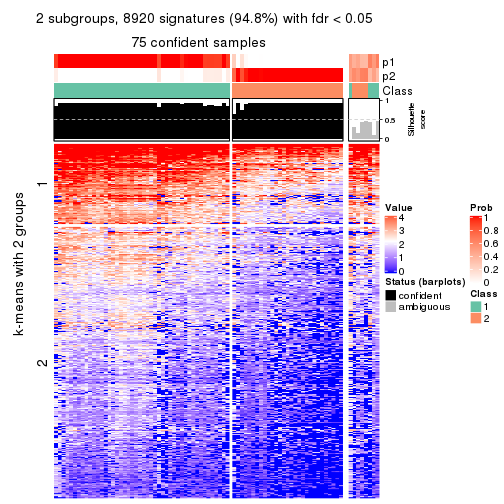 2 subgroups, 8920 signatures (94.8%) with fdr < 0.05
75 confident samples
p1
p2
Class
1
0.5
0
Silhouette
score
k-means with 2 groups
1
2
Value
4
3
2
1
0
Status (barplots)
confident
ambiguous
Prob
1
0.8
0.6
0.4
0.2
0
Class
1
2